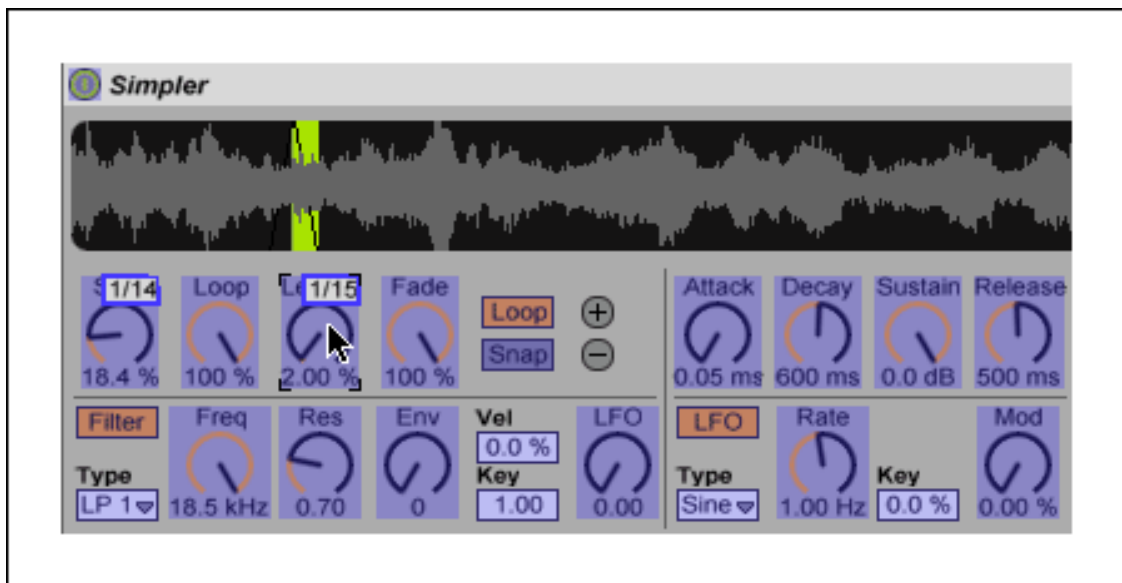 Simpler
1/14 Loop 1/15 Fade
Attack Decay Sustain Release
Loop
Snap
18.4 % 100 % 2.00 % 100 %
0.05 ms 600 ms 0.0 dB 500 ms
Filter Freq Res Env Vel LFO
0.0 %
Type Key
LP 1 18.5 kHz 0.70 0 1.00 0.00
LFO Rate Mod
Type Key
Sine 1.00 Hz 0.0 % 0.00 %